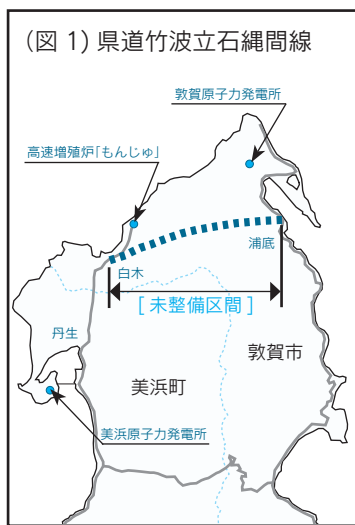 (図 1) 県道竹波立石縄間線
敦賀原子力発電所
高速増殖炉「もんじゅ」
浦底
白木
[ 未整備区間 ]
丹生
敦賀市
美浜町
美浜原子力発電所